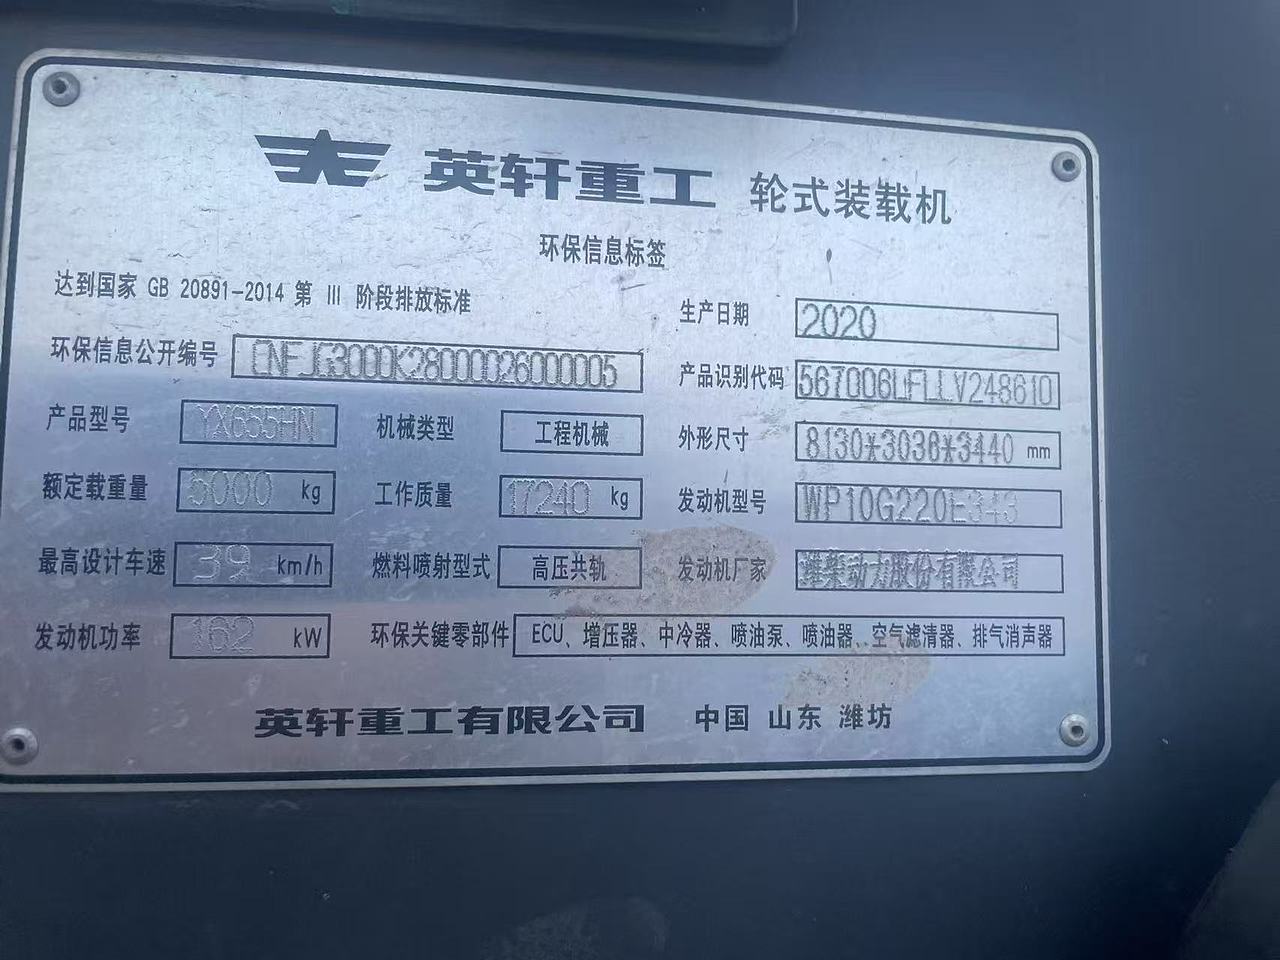 英轩重工 轮式装载机
环保信息标签
达到国家 GB 20891-2014 第 III 阶段排放标准
生产日期 2020
环保信息公开编号 CNFJG3000K28000026000005
产品识别代码
产品型号 YX655HN 机械类型 工程机械
外形尺寸 8130*3036*3440 mm
额定载重量 5000 kg 工作质量 17240 kg
发动机型号 WP10G220E343
最高设计车速 39 km/h 燃料喷射型式 高压共轨
发动机厂家 潍柴动力股份有限公司
发动机功率 162 kW 环保关键零部件 ECU、增压器、中冷器、喷油泵、喷油器、空气滤清器、排气消声器
英轩重工有限公司 中国 山东 潍坊